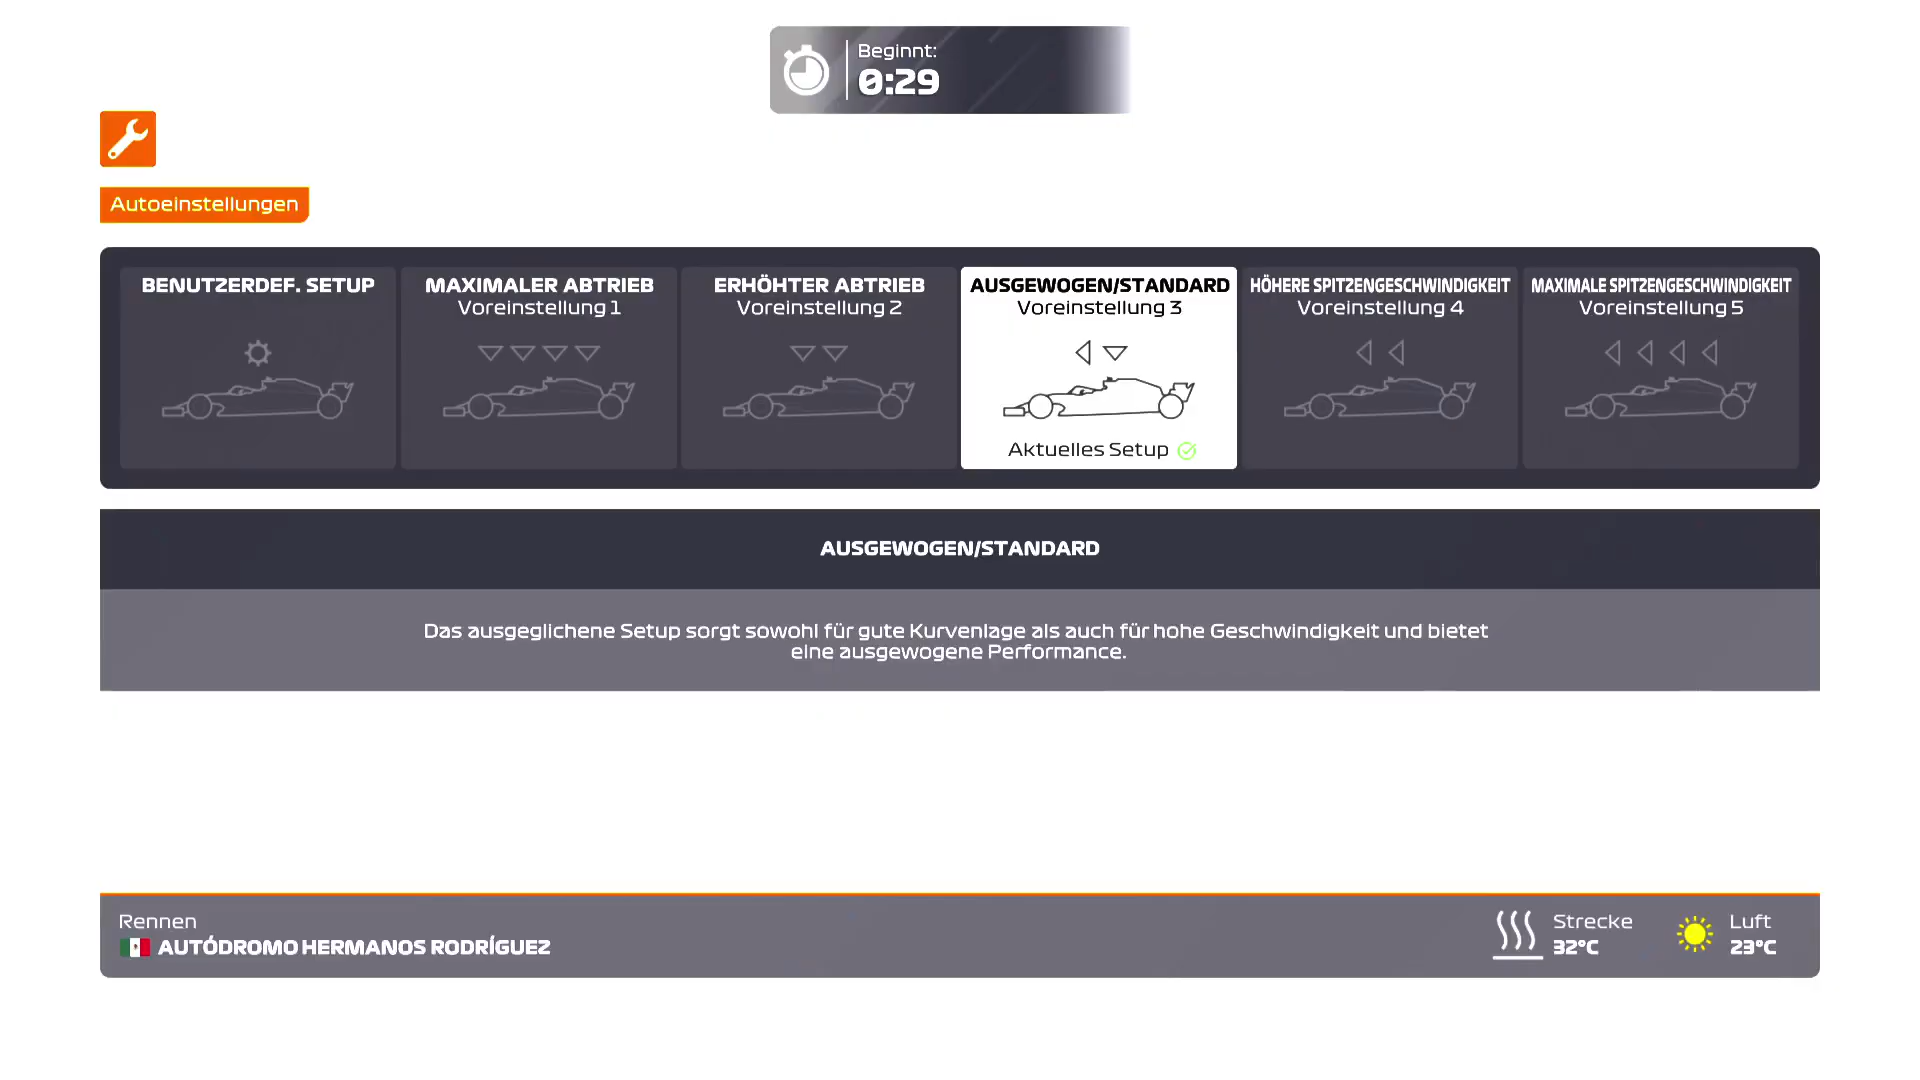 Beginnt:
0:29
Autoeinstellungen
BENUTZERDEF. SETUP
MAXIMALER ABTRIEB
Voreinstellung 1
ERHÖHTER ABTRIEB
Voreinstellung 2
AUSGEWOGEN/STANDARD
Voreinstellung 3
Aktuelles Setup
HÖHERE SPITZENGESCHWINDIGKEIT
Voreinstellung 4
MAXIMALE SPITZENGESCHWINDIGKEIT
Voreinstellung 5
AUSGEWOGEN/STANDARD
Das ausgeglichene Setup sorgt sowohl für gute Kurvenlage als auch für hohe Geschwindigkeit und bietet
eine ausgewogene Performance.
Rennen
AUTÓDROMO HERMANOS RODRÍGUEZ
Strecke
32°C
Luft
23°C